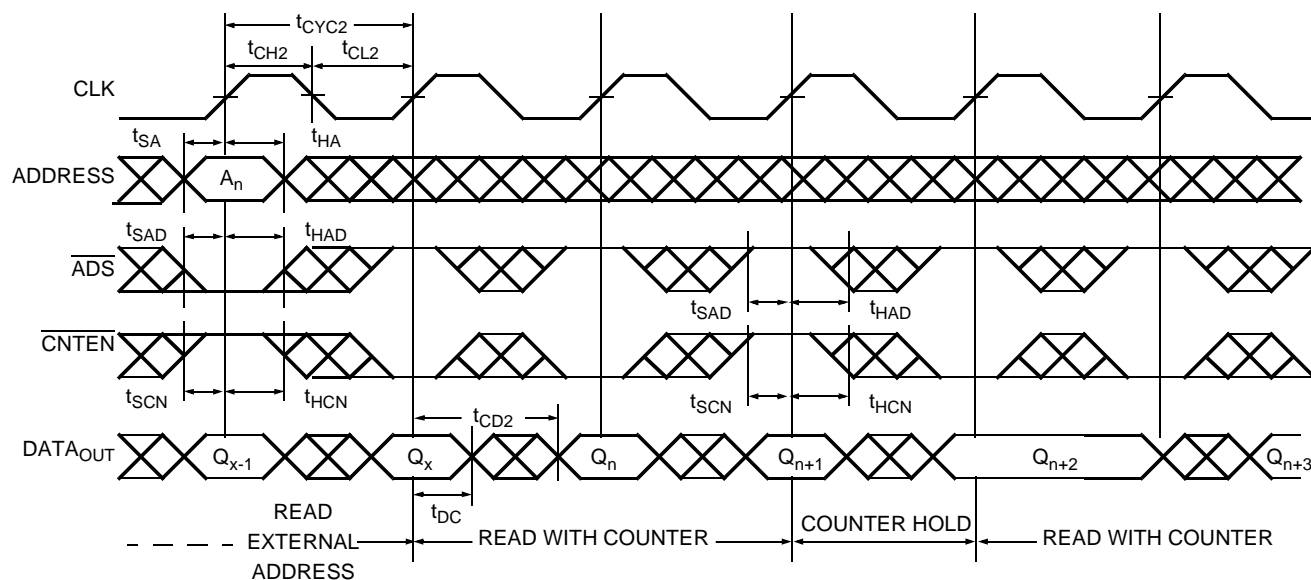 tCYC2
tCH2 tCL2
CLK
tSA tHA
ADDRESS An
tSAD tHAD
ADS
tSAD tHAD
CNTEN
tSCN tHCN tSCN tHCN
tCD2
DATAOUT Qx-1 Qx Qn Qn+1 Qn+2 Qn+3
tDC
READ EXTERNAL ADDRESS
READ WITH COUNTER
COUNTER HOLD
READ WITH COUNTER